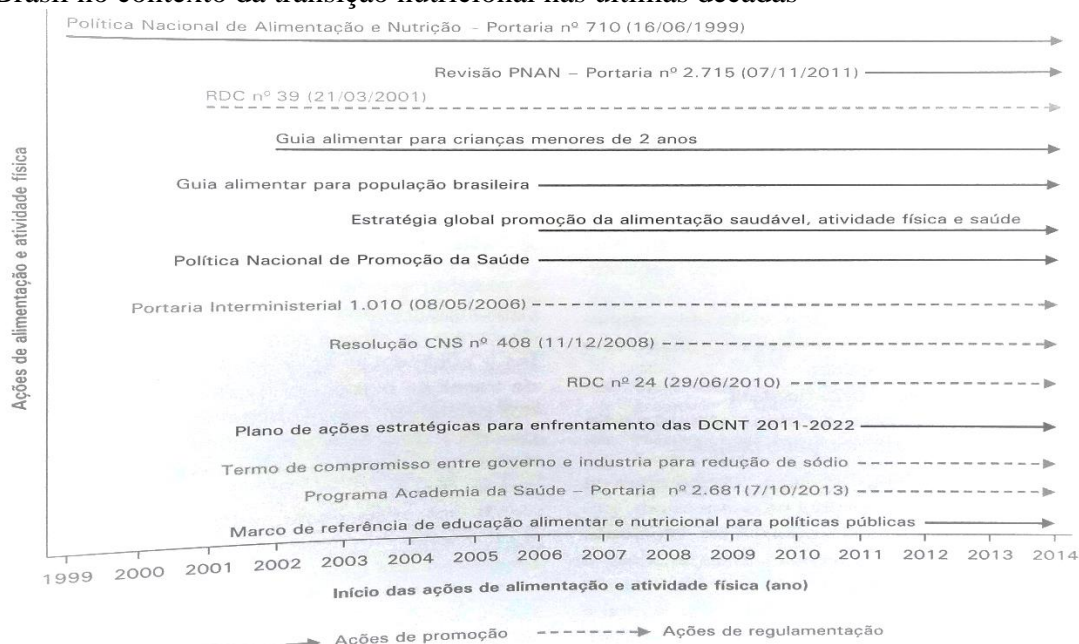 Brasil no contexto da transição nutricional nas últimas décadas
Política Nacional de Alimentação e Nutrição - Portaria nº 710 (16/06/1999)
Revisão PNAN – Portaria nº 2.715 (07/11/2011)
RDC nº 39 (21/03/2001)
Guia alimentar para crianças menores de 2 anos
Guia alimentar para população brasileira
Estratégia global promoção da alimentação saudável, atividade física e saúde
Política Nacional de Promoção da Saúde
Portaria Interministerial 1.010 (08/05/2006)
Resolução CNS nº 408 (11/12/2008)
RDC nº 24 (29/06/2010)
Plano de ações estratégicas para enfrentamento das DCNT 2011-2022
Termo de compromisso entre governo e industria para redução de sódio
Programa Academia da Saúde – Portaria nº 2.681(7/10/2013)
Marco de referência de educação alimentar e nutricional para políticas públicas
Ações de alimentação e atividade física
1999 2000 2001 2002 2003 2004 2005 2006 2007 2008 2009 2010 2011 2012 2013 2014
Início das ações de alimentação e atividade física (ano)
Ações de promoção Ações de regulamentação